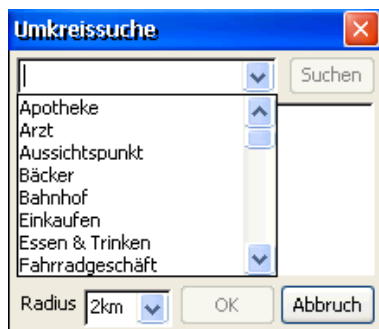 Umkreissuche
Suchen
Apotheke
Arzt
Aussichtspunkt
Bäcker
Bahnhof
Einkaufen
Essen & Trinken
Fahrradgeschäft
Radius 2km OK Abbruch